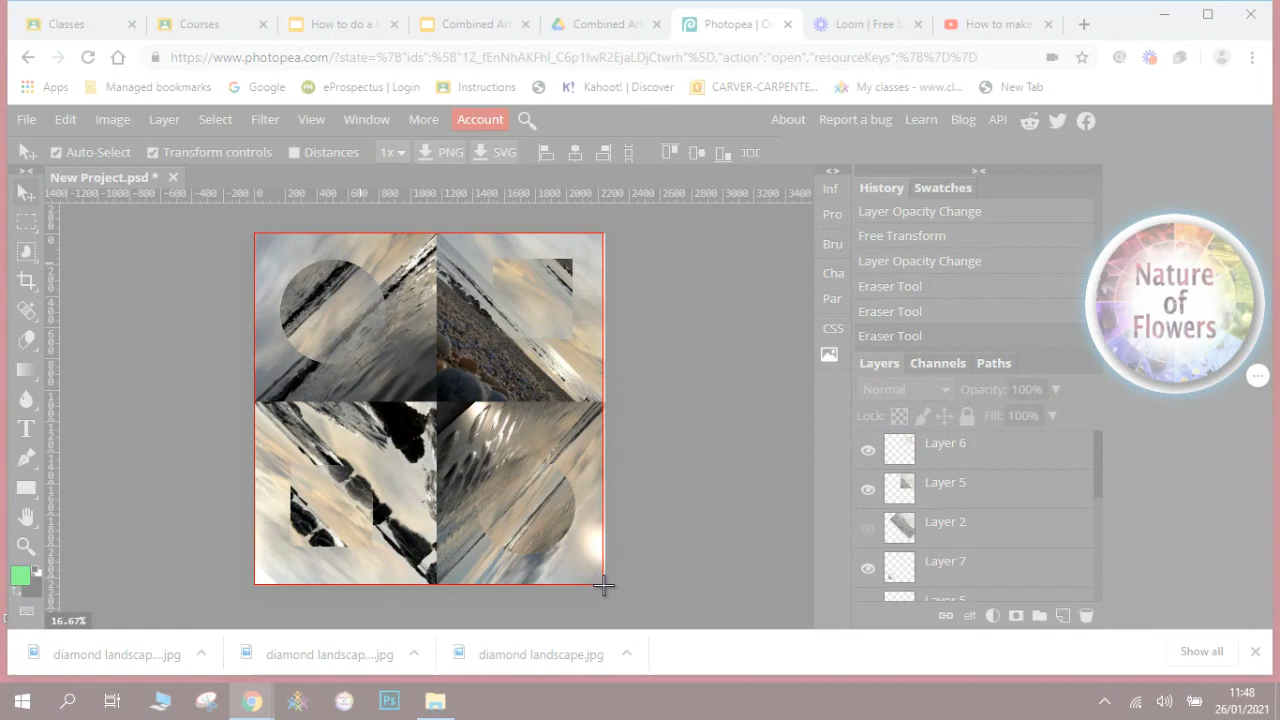 Classes
Courses
How to do a C
Combined Art
Combined Art
Photopea | O
Loom | Free S
How to make
https://www.photopea.com/?state=%7B"ids":%5B"1Z_fEnNhAKFhI_C6p1IwR2EjaLDjCtwrh"%5D,"action":"open","resourceKeys":%7B%7D%7D
Apps
Managed bookmarks
Google
eProspectus | Login
Instructions
Kahoot! | Discover
CARVER-CARPENTE...
My classes - www.cl...
New Tab
File Edit Image Layer Select Filter View Window More Account
About Report a bug Learn Blog API
Auto-Select Transform controls Distances 1x PNG SVG
New Project.psd *
Inf
Pro
Bru
Cha
Par
CSS
History Swatches
Layer Opacity Change
Free Transform
Layer Opacity Change
Eraser Tool
Eraser Tool
Eraser Tool
Layers Channels Paths
Normal Opacity: 100%
Lock: Fill: 100%
Layer 6
Layer 5
Layer 2
Layer 7
eff
Nature
of
Flowers
16.67%
diamond landscap....jpg
diamond landscap....jpg
diamond landscape.jpg
Show all
11:48
26/01/2021